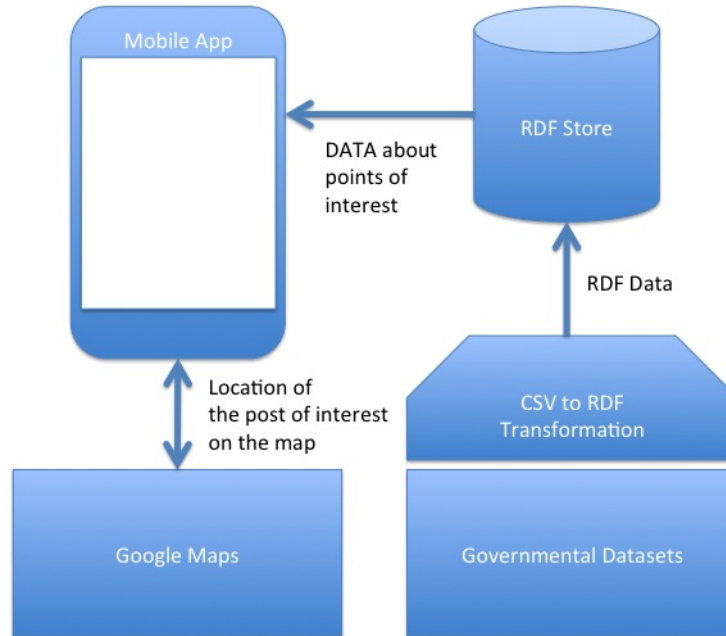 Mobile App
RDF Store
DATA about
points of
interest
RDF Data
Location of
the post of interest
on the map
CSV to RDF
Transformation
Google Maps
Governmental Datasets